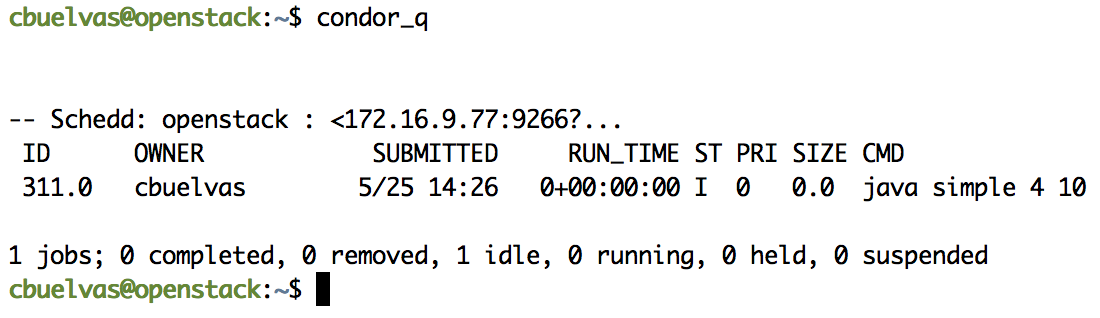 cbuelvas@openstack:~$ condor_q
-- Schedd: openstack : <172.16.9.77:9266?...
ID OWNER SUBMITTED RUN_TIME ST PRI SIZE CMD
311.0 cbuelvas 5/25 14:26 0+00:00:00 I 0 0.0 java simple 4 10
1 jobs; 0 completed, 0 removed, 1 idle, 0 running, 0 held, 0 suspended
cbuelvas@openstack:~$